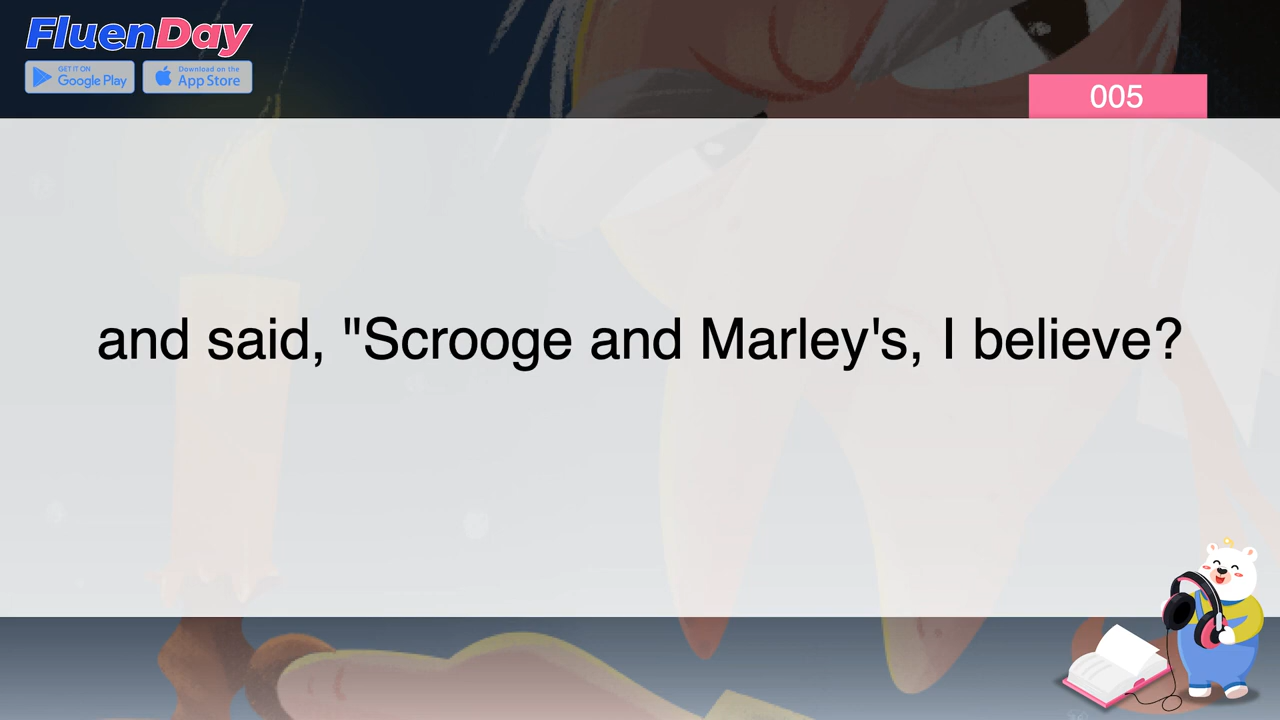 FluenDay
GET IT ON
Google Play
Download on the
App Store
005
and said, "Scrooge and Marley's, I believe?